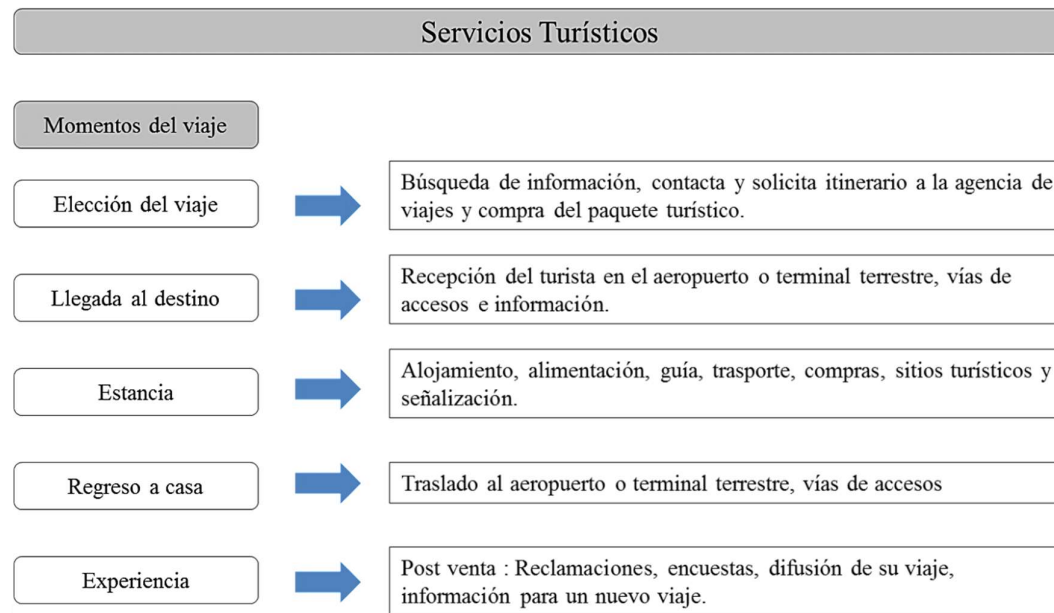 Servicios Turísticos
Momentos del viaje
Elección del viaje
Búsqueda de información, contacta y solicita itinerario a la agencia de
viajes y compra del paquete turístico.
Llegada al destino
Recepción del turista en el aeropuerto o terminal terrestre, vías de
accesos e información.
Estancia
Alojamiento, alimentación, guía, trasporte, compras, sitios turísticos y
señalización.
Regreso a casa
Traslado al aeropuerto o terminal terrestre, vías de accesos
Experiencia
Post venta : Reclamaciones, encuestas, difusión de su viaje,
información para un nuevo viaje.